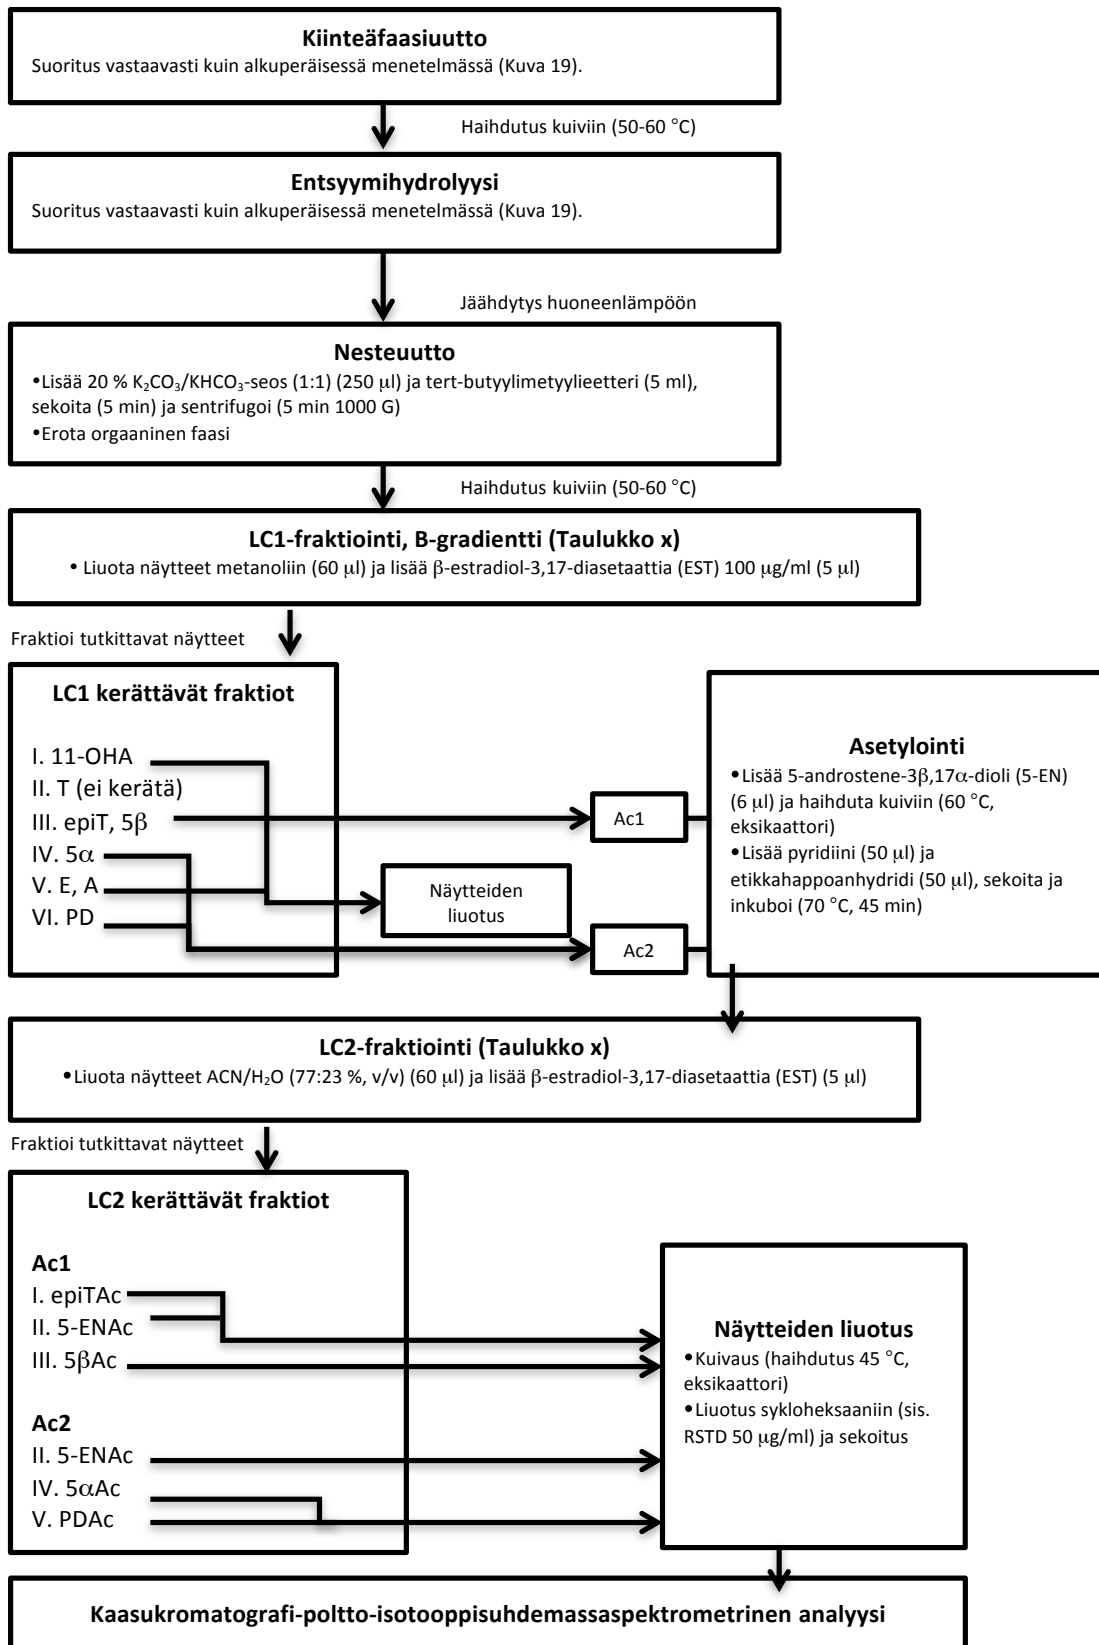 Kiinteäfaasiuutto
Suoritus vastaavasti kuin alkuperäisessä menetelmässä (Kuva 19).
Haihdutus kuiviin (50-60 °C)
Entsyymihydrolyysi
Suoritus vastaavasti kuin alkuperäisessä menetelmässä (Kuva 19).
Jäähdytys huoneenlämpöön
Nesteuutto
•Lisää 20 % K₂CO₃/KHCO₃-seos (1:1) (250 µl) ja tert-butyylimetyylieetteri (5 ml),
sekoita (5 min) ja sentrifugoi (5 min 1000 G)
•Erota orgaaninen faasi
Haihdutus kuiviin (50-60 °C)
LC1-fraktiointi, B-gradientti (Taulukko x)
• Liuota näytteet metanoliin (60 µl) ja lisää β-estradiol-3,17-diasetaattia (EST) 100 µg/ml (5 µl)
Fraktioi tutkittavat näytteet
LC1 kerättävät fraktiot
I. 11-OHA
II. T (ei kerätä)
III. epiT, 5β
IV. 5α
V. E, A
VI. PD
Ac1
Näytteiden
liuotus
Ac2
Asetylointi
•Lisää 5-androstene-3β,17α-dioli (5-EN)
(6 µl) ja haihduta kuiviin (60 °C,
eksikaattori)
•Lisää pyridiini (50 µl) ja
etikkahappoanhydridi (50 µl), sekoita ja
inkuboi (70 °C, 45 min)
LC2-fraktiointi (Taulukko x)
•Liuota näytteet ACN/H₂O (77:23 %, v/v) (60 µl) ja lisää β-estradiol-3,17-diasetaattia (EST) (5 µl)
Fraktioi tutkittavat näytteet
LC2 kerättävät fraktiot
Ac1
I. epiTAc
II. 5-ENAc
III. 5βAc
Ac2
II. 5-ENAc
IV. 5αAc
V. PDAc
Näytteiden liuotus
•Kuivaus (haihdutus 45 °C,
eksikaattori)
•Liuotus sykloheksaaniin (sis.
RSTD 50 µg/ml) ja sekoitus
Kaasukromatografi-poltto-isotooppisuhdemassaspektrometrinen analyysi